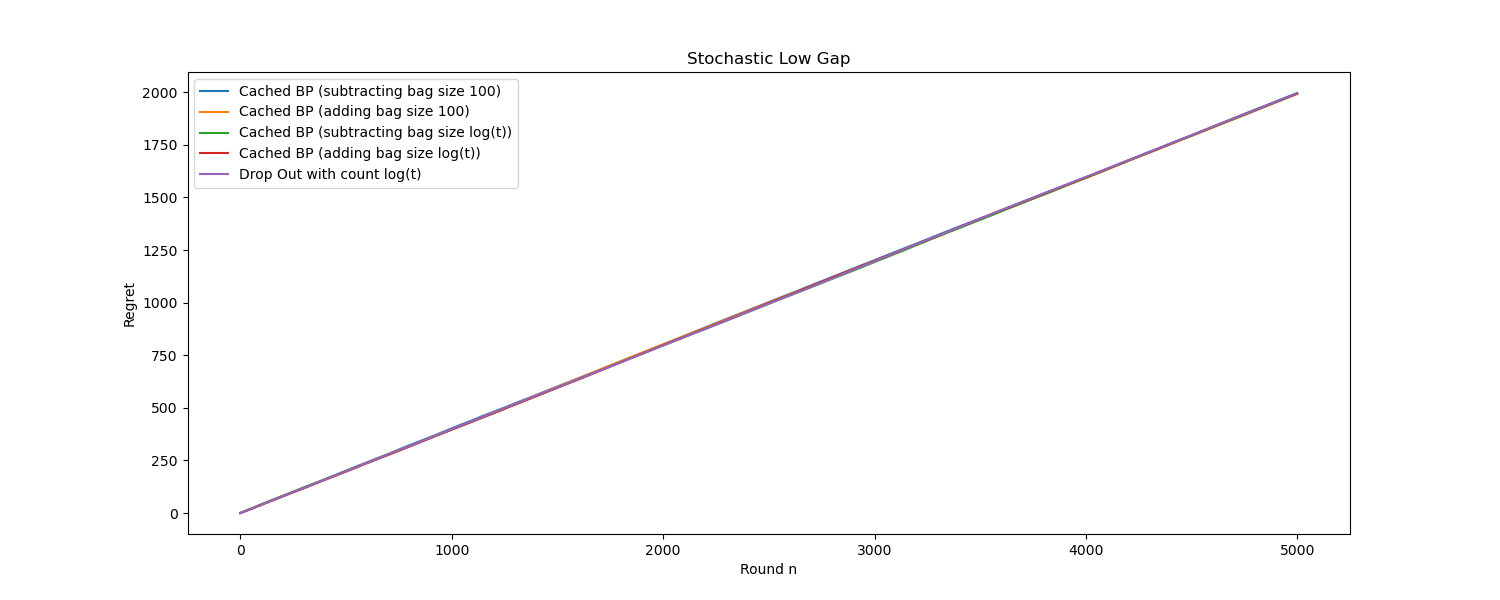 Stochastic Low Gap
Cached BP (subtracting bag size 100)
Cached BP (adding bag size 100)
Cached BP (subtracting bag size log(t))
Cached BP (adding bag size log(t))
Drop Out with count log(t)
2000
1750
1500
1250
1000
750
500
250
0
Regret
0 1000 2000 3000 4000 5000
Round n